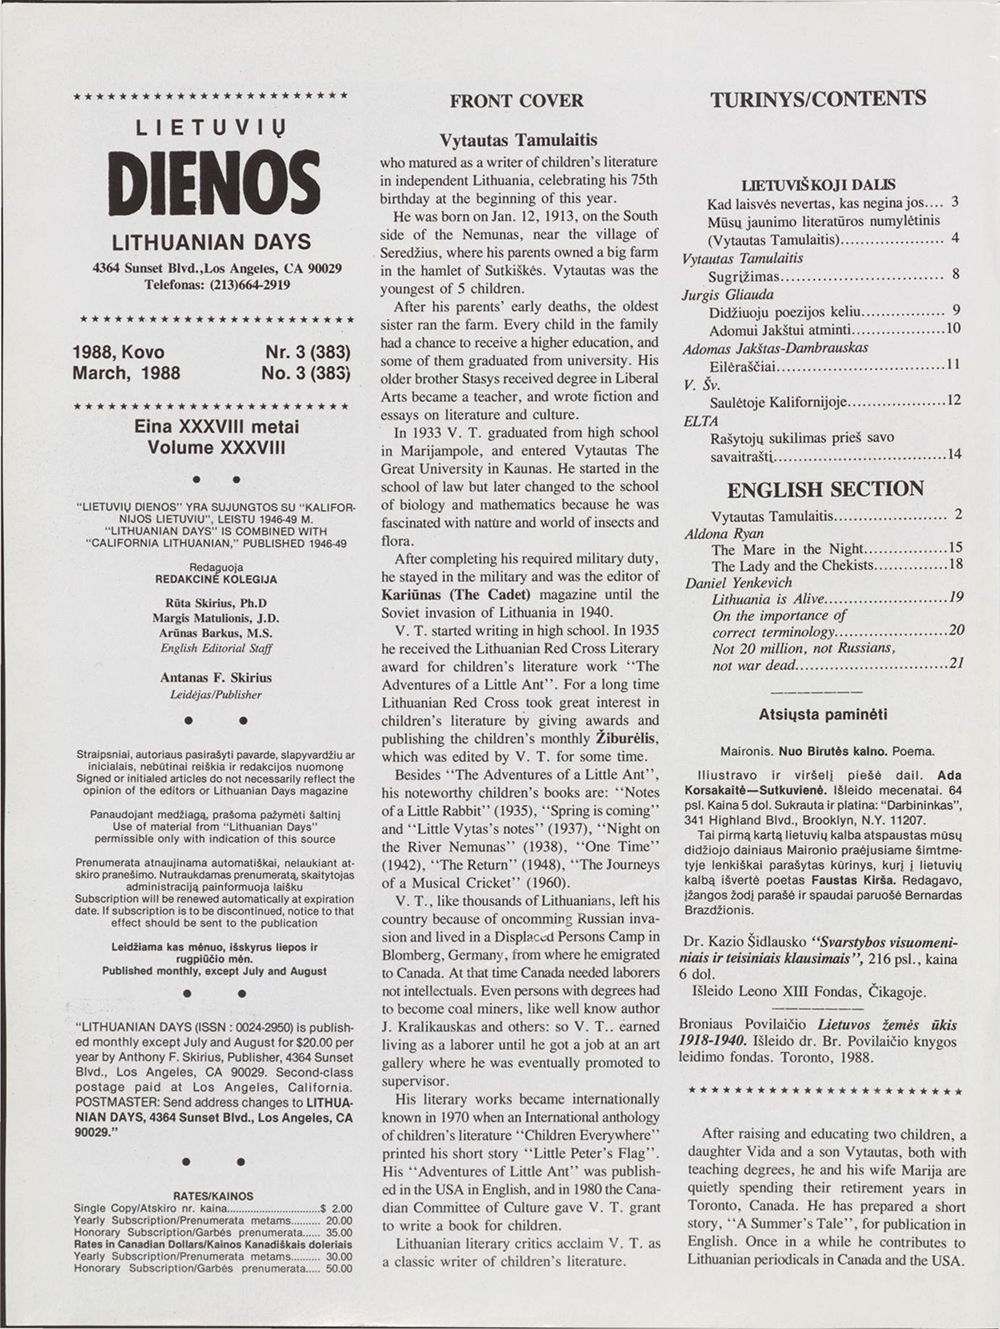 LIETUVIŲ
DIENOS
LITHUANIAN DAYS
4364 Sunset Blvd.,Los Angeles, CA 90029
Telefonas: (213)664-2919
1988, Kovo Nr. 3 (383)
March, 1988 No. 3 (383)
Eina XXXVIII metai
Volume XXXVIII
"LIETUVIŲ DIENOS" YRA SUJUNGTOS SU "KALIFOR-
NIJOS LIETUVIU", LEISTU 1946-49 M.
"LITHUANIAN DAYS" IS COMBINED WITH
"CALIFORNIA LITHUANIAN," PUBLISHED 1946-49
Redaguoja
REDAKCINĖ KOLEGIJA
Rūta Skirius, Ph.D
Margis Matulionis, J.D.
Arūnas Barkus, M.S.
English Editorial Staff
Antanas F. Skirius
Leidėjas/Publisher
Straipsniai, autoriaus pasirašyti pavarde, slapyvardžiu ar
inicialais, nebūtinai reiškia ir redakcijos nuomonę
Signed or initialed articles do not necessarily reflect the
opinion of the editors or Lithuanian Days magazine
Panaudojant medžiagą, prašoma pažymėti šaltinį
Use of material from "Lithuanian Days"
permissible only with indication of this source
Prenumerata atnaujinama automatiškai, nelaukiant at-
skiro pranešimo. Nutraukdamas prenumeratą, skaitytojas
administraciją painformuoja laišku
Subscription will be renewed automatically at expiration
date. If subscription is to be discontinued, notice to that
effect should be sent to the publication
Leidžiama kas mėnuo, išskyrus liepos ir
rugpiūčio mėn.
Published monthly, except July and August
"LITHUANIAN DAYS (ISSN : 0024-2950) is publish-
ed monthly except July and August for $20.00 per
year by Anthony F. Skirius, Publisher, 4364 Sunset
Blvd., Los Angeles, CA 90029. Second-class
postage paid at Los Angeles, California.
POSTMASTER: Send address changes to LITHUA-
NIAN DAYS, 4364 Sunset Blvd., Los Angeles, CA
90029."
RATES/KAINOS
Single Copy/Atskiro nr. kaina...............................$ 2.00
Yearly Subscription/Prenumerata metams.......... 20.00
Honorary Subscription/Garbės prenumerata...... 35.00
Rates in Canadian Dollars/Kainos Kanadiškais doleriais
Yearly Subscription/Prenumerata metams.......... 30.00
Honorary Subscription/Garbės prenumerata..... 50.00
FRONT COVER
Vytautas Tamulaitis
who matured as a writer of children's literature
in independent Lithuania, celebrating his 75th
birthday at the beginning of this year.
He was born on Jan. 12, 1913, on the South
side of the Nemunas, near the village of
Seredžius, where his parents owned a big farm
in the hamlet of Sutkiškės. Vytautas was the
youngest of 5 children.
After his parents' early deaths, the oldest
sister ran the farm. Every child in the family
had a chance to receive a higher education, and
some of them graduated from university. His
older brother Stasys received degree in Liberal
Arts became a teacher, and wrote fiction and
essays on literature and culture.
In 1933 V. T. graduated from high school
in Marijampole, and entered Vytautas The
Great University in Kaunas. He started in the
school of law but later changed to the school
of biology and mathematics because he was
fascinated with nature and world of insects and
flora.
After completing his required military duty,
he stayed in the military and was the editor of
Kariūnas (The Cadet) magazine until the
Soviet invasion of Lithuania in 1940.
V. T. started writing in high school. In 1935
he received the Lithuanian Red Cross Literary
award for children's literature work "The
Adventures of a Little Ant". For a long time
Lithuanian Red Cross took great interest in
children's literature by giving awards and
publishing the children's monthly Žiburėlis,
which was edited by V. T. for some time.
Besides "The Adventures of a Little Ant",
his noteworthy children's books are: "Notes
of a Little Rabbit" (1935), "Spring is coming"
and "Little Vytas's notes" (1937), "Night on
the River Nemunas" (1938), "One Time"
(1942), "The Return" (1948), "The Journeys
of a Musical Cricket" (1960).
V. T., like thousands of Lithuanians, left his
country because of oncomming Russian inva-
sion and lived in a Displaced Persons Camp in
Blomberg, Germany, from where he emigrated
to Canada. At that time Canada needed laborers
not intellectuals. Even persons with degrees had
to become coal miners, like well know author
J. Kralikauskas and others: so V. T.. earned
living as a laborer until he got a job at an art
gallery where he was eventually promoted to
supervisor.
His literary works became internationally
known in 1970 when an International anthology
of children's literature "Children Everywhere"
printed his short story "Little Peter's Flag".
His "Adventures of Little Ant" was publish-
ed in the USA in English, and in 1980 the Cana-
dian Committee of Culture gave V. T. grant
to write a book for children.
Lithuanian literary critics acclaim V. T. as
a classic writer of children's literature.
TURINYS/CONTENTS
LIETUVIŠKOJI DALIS
Kad laisvės nevertas, kas negina jos.... 3
Mūsų jaunimo literatūros numylėtinis
(Vytautas Tamulaitis)..................... 4
Vytautas Tamulaitis
Sugrįžimas................................. 8
Jurgis Gliauda
Didžiuoju poezijos keliu................. 9
Adomui Jakštui atminti...................10
Adomas Jakštas-Dambrauskas
Eilėraščiai..................................11
V. Šv.
Saulėtoje Kalifornijoje....................12
ELTA
Rašytojų sukilimas prieš savo
savaitraštį...................................14
ENGLISH SECTION
Vytautas Tamulaitis....................... 2
Aldona Ryan
The Mare in the Night.................15
The Lady and the Chekists...............18
Daniel Yenkevich
Lithuania is Alive.........................19
On the importance of
correct terminology.......................20
Not 20 million, not Russians,
not war dead...............................21
Atsiųsta paminėti
Maironis. Nuo Birutės kalno. Poema.
Iliustravo ir viršelį piešė dail. Ada
Korsakaitė—Sutkuvienė. Išleido mecenatai. 64
psl. Kaina 5 dol. Sukrauta ir platina: "Darbininkas",
341 Highland Blvd., Brooklyn, N.Y. 11207.
Tai pirmą kartą lietuvių kalba atspaustas mūsų
didžiojo dainiaus Maironio praėjusiame šimtme-
tyje lenkiškai parašytas kūrinys, kurį į lietuvių
kalbą išvertė poetas Faustas Kirša. Redagavo,
įžangos žodį parašė ir spaudai paruošė Bernardas
Brazdžionis.
Dr. Kazio Šidlausko "Svarstybos visuomeni-
niais ir teisiniais klausimais", 216 psl., kaina
6 dol.
Išleido Leono XIII Fondas, Čikagoje.
Broniaus Povilaičio Lietuvos žemės ūkis
1918-1940. Išleido dr. Br. Povilaičio knygos
leidimo fondas. Toronto, 1988.
After raising and educating two children, a
daughter Vida and a son Vytautas, both with
teaching degrees, he and his wife Marija are
quietly spending their retirement years in
Toronto, Canada. He has prepared a short
story, "A Summer's Tale", for publication in
English. Once in a while he contributes to
Lithuanian periodicals in Canada and the USA.